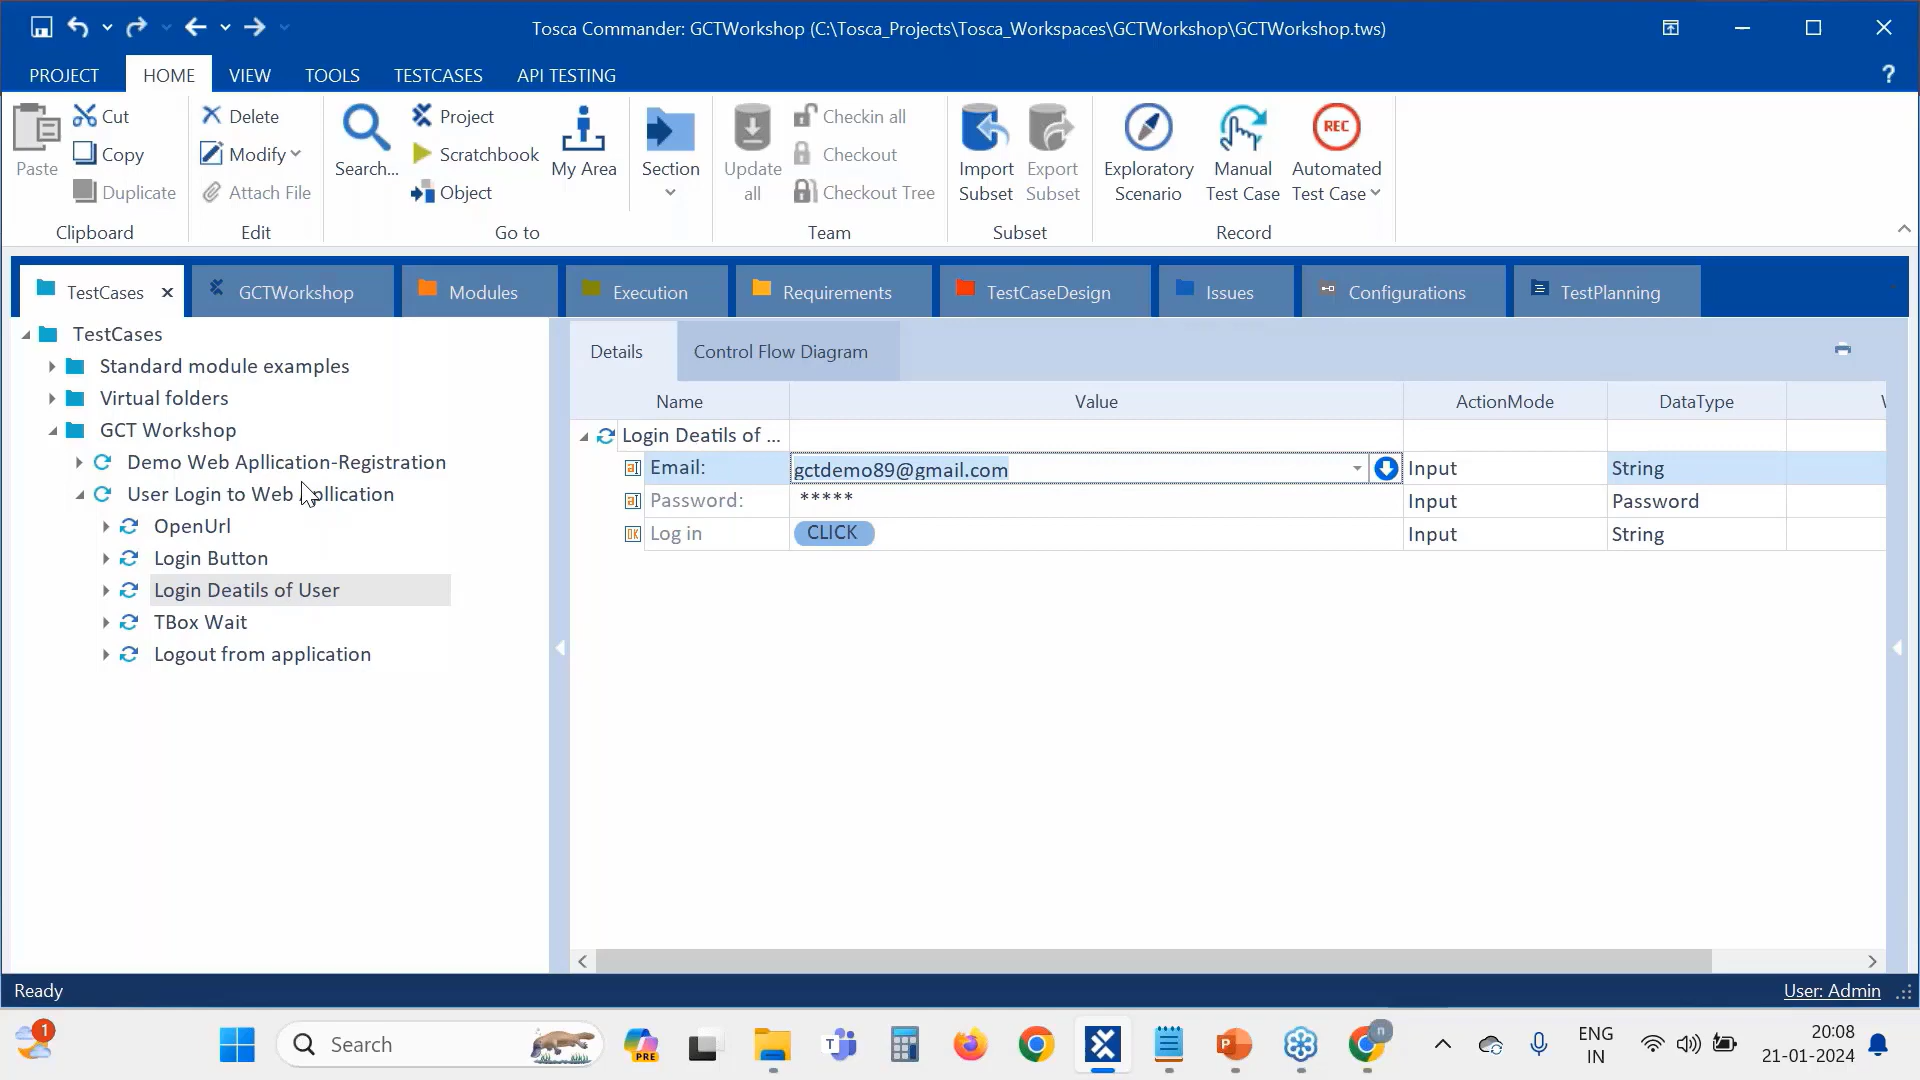 Tosca Commander: GCTWorkshop (C:\Tosca_Projects\Tosca_Workspaces\GCTWorkshop\GCTWorkshop.tws)
PROJECT HOME VIEW TOOLS TESTCASES API TESTING ?
Paste
Cut
Copy
Duplicate
Clipboard
Delete
Modify
Attach File
Edit
Search...
Project
Scratchbook
Object
My Area
Go to
Section
Update all
Checkin all
Checkout
Checkout Tree
Team
Import Subset
Export Subset
Subset
Exploratory Scenario
Manual Test Case
REC
Automated Test Case
Record
TestCases GCTWorkshop Modules Execution Requirements TestCaseDesign Issues Configurations TestPlanning
TestCases
Standard module examples
Virtual folders
GCT Workshop
Demo Web Apllication-Registration
User Login to Web Apllication
OpenUrl
Login Button
Login Deatils of User
TBox Wait
Logout from application
Details Control Flow Diagram
Name Value ActionMode DataType
Login Deatils of ...
Email: gctdemo89@gmail.com Input String
Password: ***** Input Password
Log in CLICK Input String
Ready User: Admin
1 Search PRE n ENG IN 20:08 21-01-2024